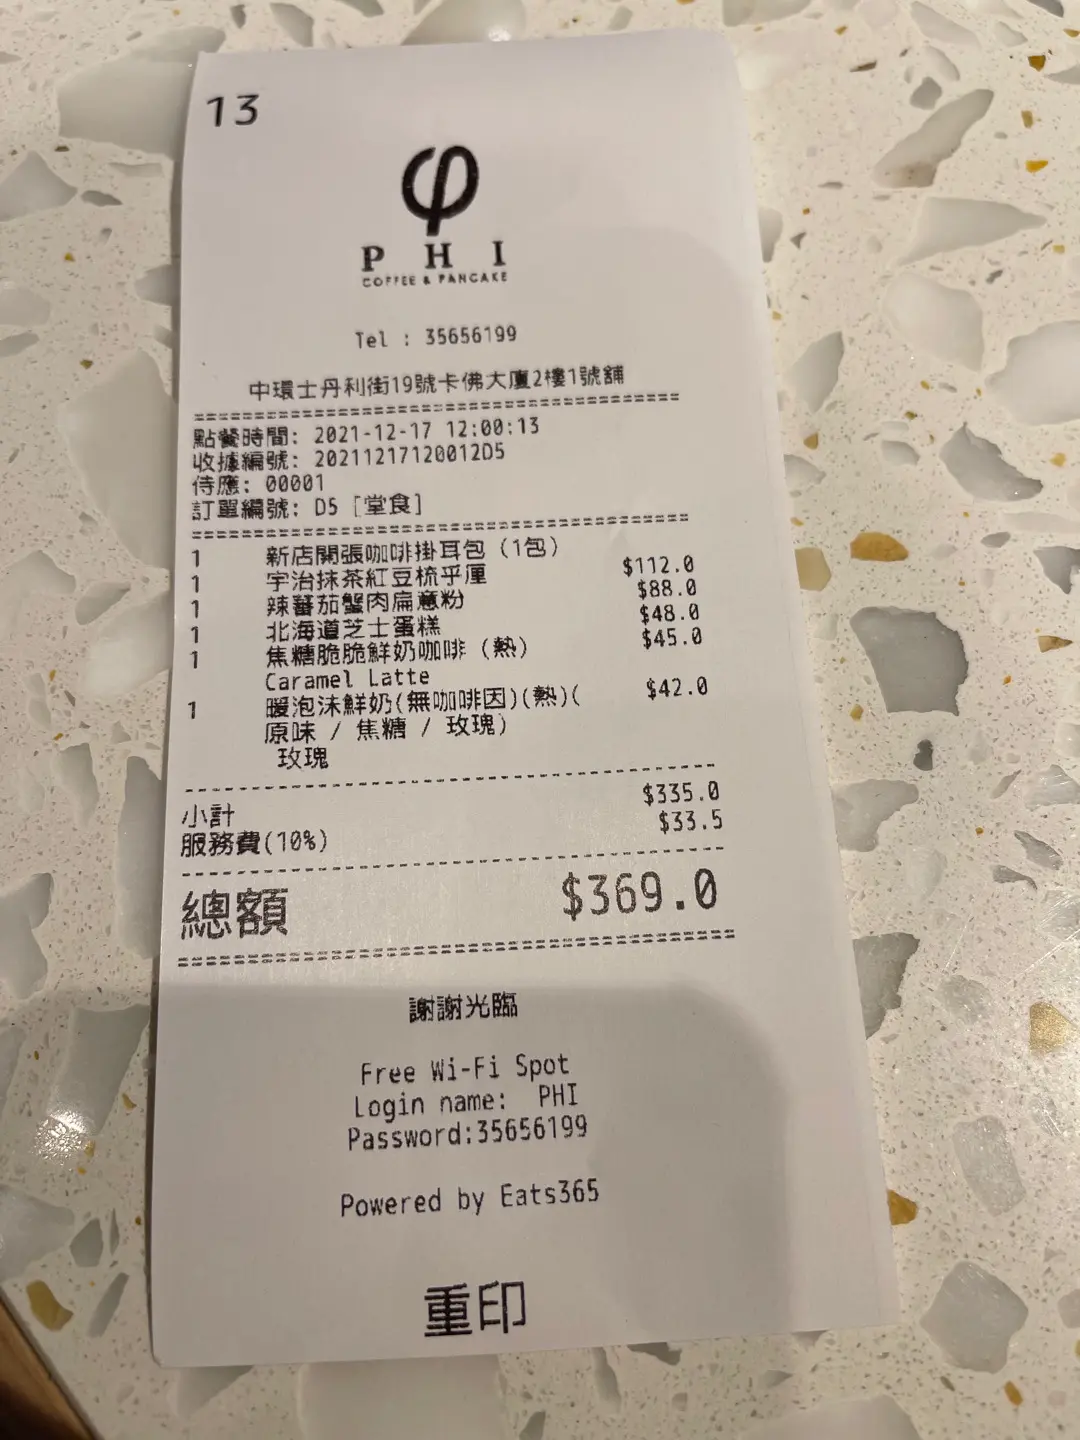 13
φ
PHI
COFFEE & PANCAKE
Tel : 35656199
中環士丹利街19號卡佛大廈2樓1號舖
點餐時間: 2021-12-17 12:00:13
收據編號: 20211217120012D5
侍應: 00001
訂單編號: D5 [堂食]
1 新店開張咖啡掛耳包 (1包)
1 宇治抹茶紅豆梳乎厘 $112.0
1 辣蕃茄蟹肉扁意粉 $88.0
1 北海道芝士蛋糕 $48.0
1 焦糖脆脆鮮奶咖啡 (熱) $45.0
Caramel Latte
1 暖泡沫鮮奶(無咖啡因)(熱)( $42.0
原味 / 焦糖 / 玫瑰)
玫瑰
小計 $335.0
服務費(10%) $33.5
總額 $369.0
謝謝光臨
Free Wi-Fi Spot
Login name: PHI
Password:35656199
Powered by Eats365
重印